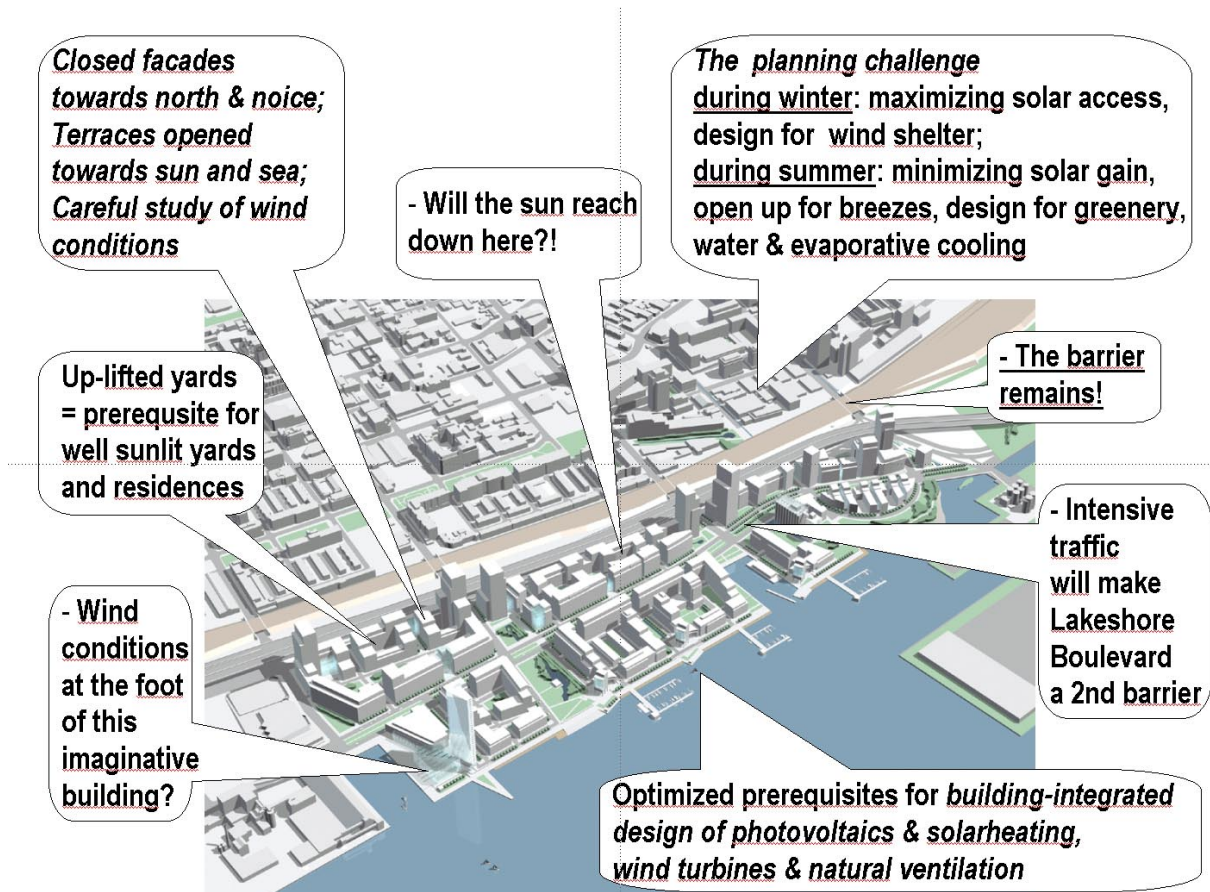 Closed facades
towards north & noice;
Terraces opened
towards sun and sea;
Careful study of wind
conditions
- Will the sun reach
down here?!
The planning challenge
during winter: maximizing solar access,
design for wind shelter;
during summer: minimizing solar gain,
open up for breezes, design for greenery,
water & evaporative cooling
- The barrier
remains!
Up-lifted yards
= prerequsite for
well sunlit yards
and residences
- Intensive
traffic
will make
Lakeshore
Boulevard
a 2nd barrier
- Wind
conditions
at the foot
of this
imaginative
building?
Optimized prerequisites for building-integrated
design of photovoltaics & solarheating,
wind turbines & natural ventilation